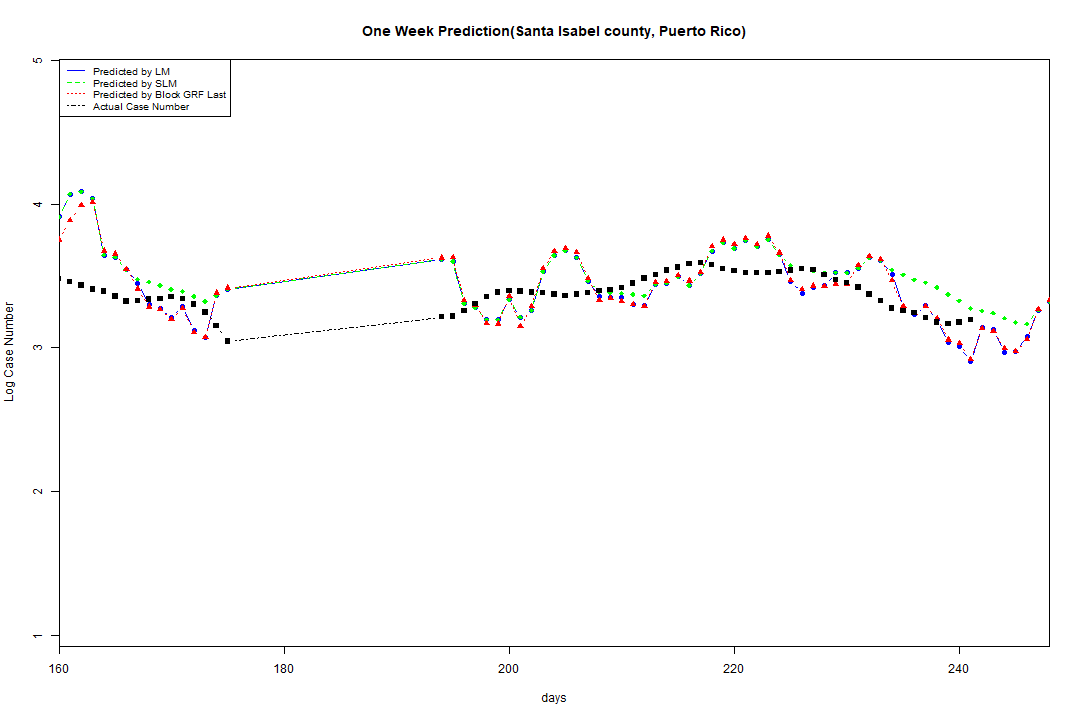 One Week Prediction(Santa Isabel county, Puerto Rico)
Predicted by LM
Predicted by SLM
Predicted by Block GRF Last
Actual Case Number
5
4
3
2
1
Log Case Number
160 180 200 220 240
days